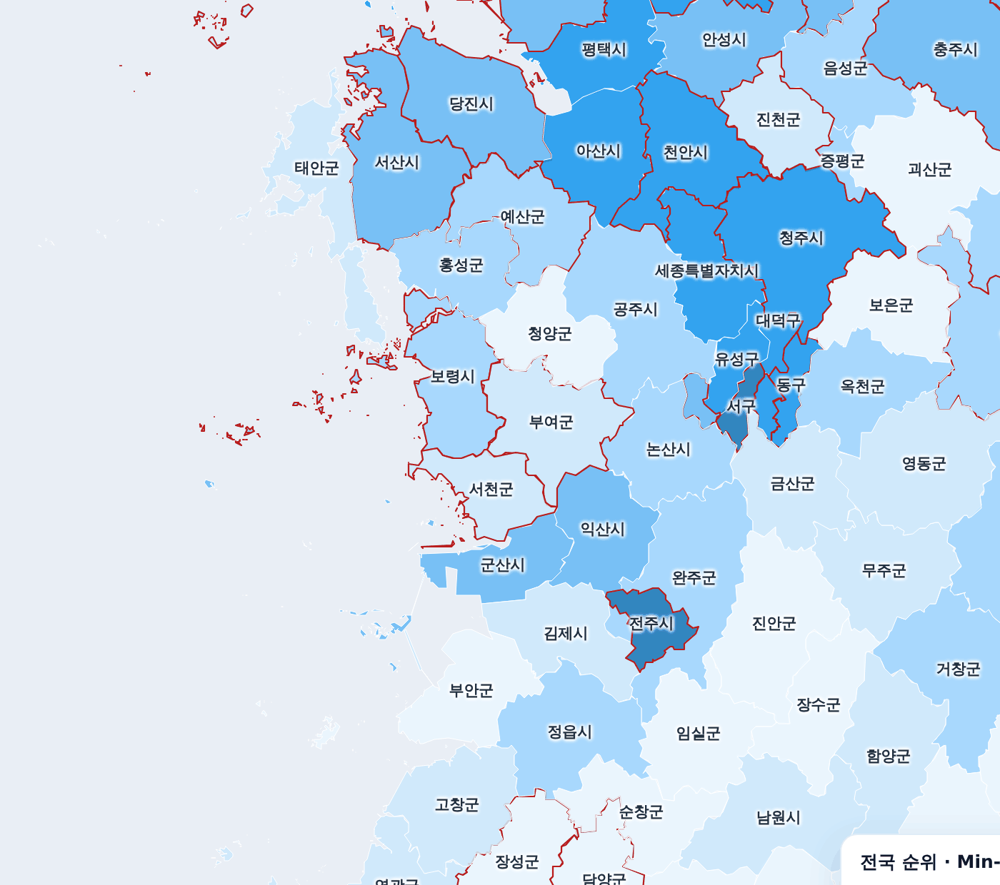 안성시
평택시
충주시
음성군
당진시
진천군
아산시
천안시
증평군
서산시
태안군
괴산군
예산군
청주시
홍성군
세종특별자치시
보은군
공주시
대덕구
청양군
유성구
보령시
동구
옥천군
서구
부여군
논산시
영동군
금산군
서천군
익산시
군산시
무주군
완주군
전주시
진안군
김제시
거창군
부안군
장수군
정읍시
임실군
함양군
고창군
순창군
남원시
장성군
전국 순위 · Min-
담양군
영광군